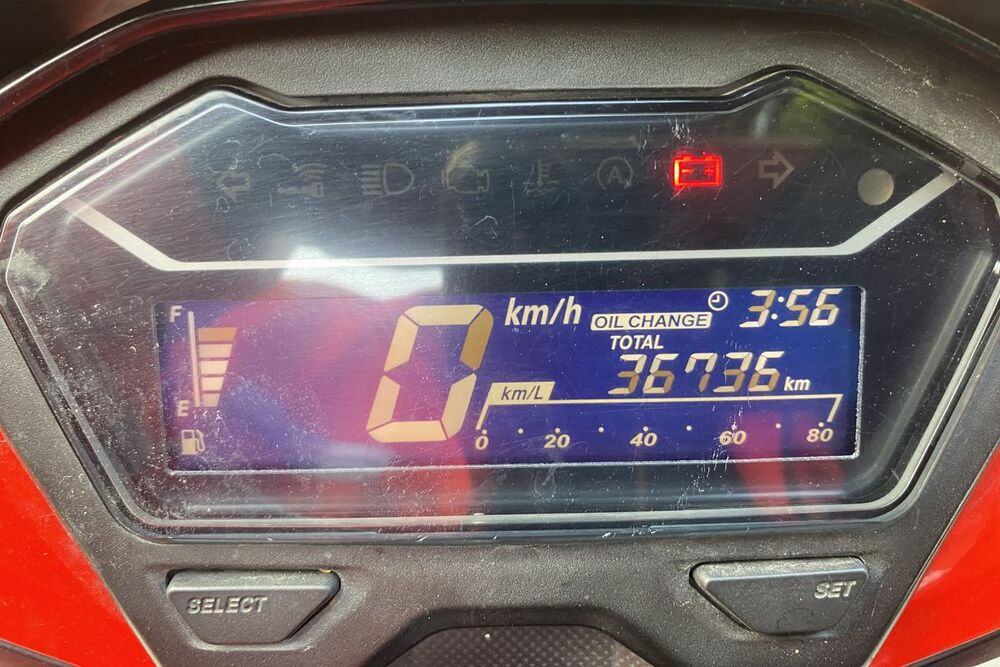 A
- +
F
0 km/h OIL CHANGE 3:56
TOTAL
36736 km
E
km/L
0 20 40 60 80
SELECT
SET